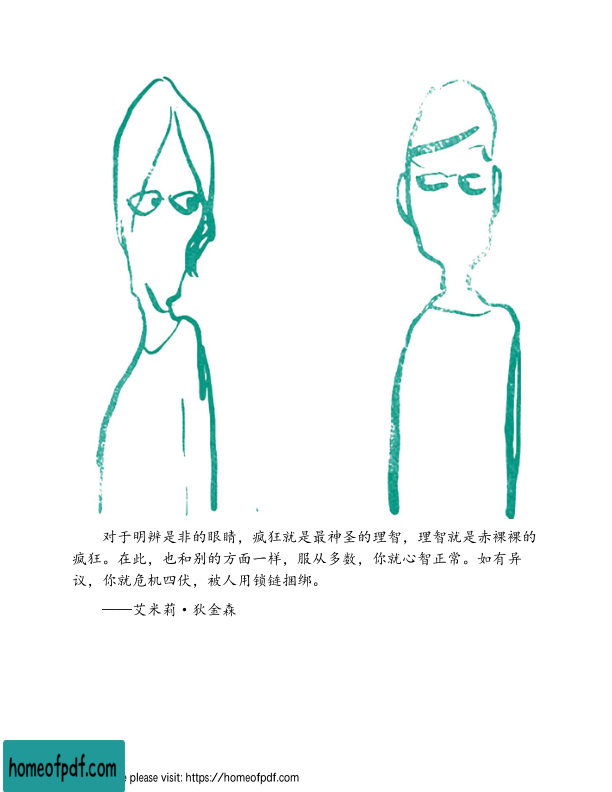 对于明辨是非的眼睛，疯狂就是最神圣的理智，理智就是赤裸裸的
疯狂。在此，也和别的方面一样，服从多数，你就心智正常。如有异
议，你就危机四伏，被人用锁链捆绑。
——艾米莉·狄金森
homeofpdf.com
e please visit: https://homeofpdf.com